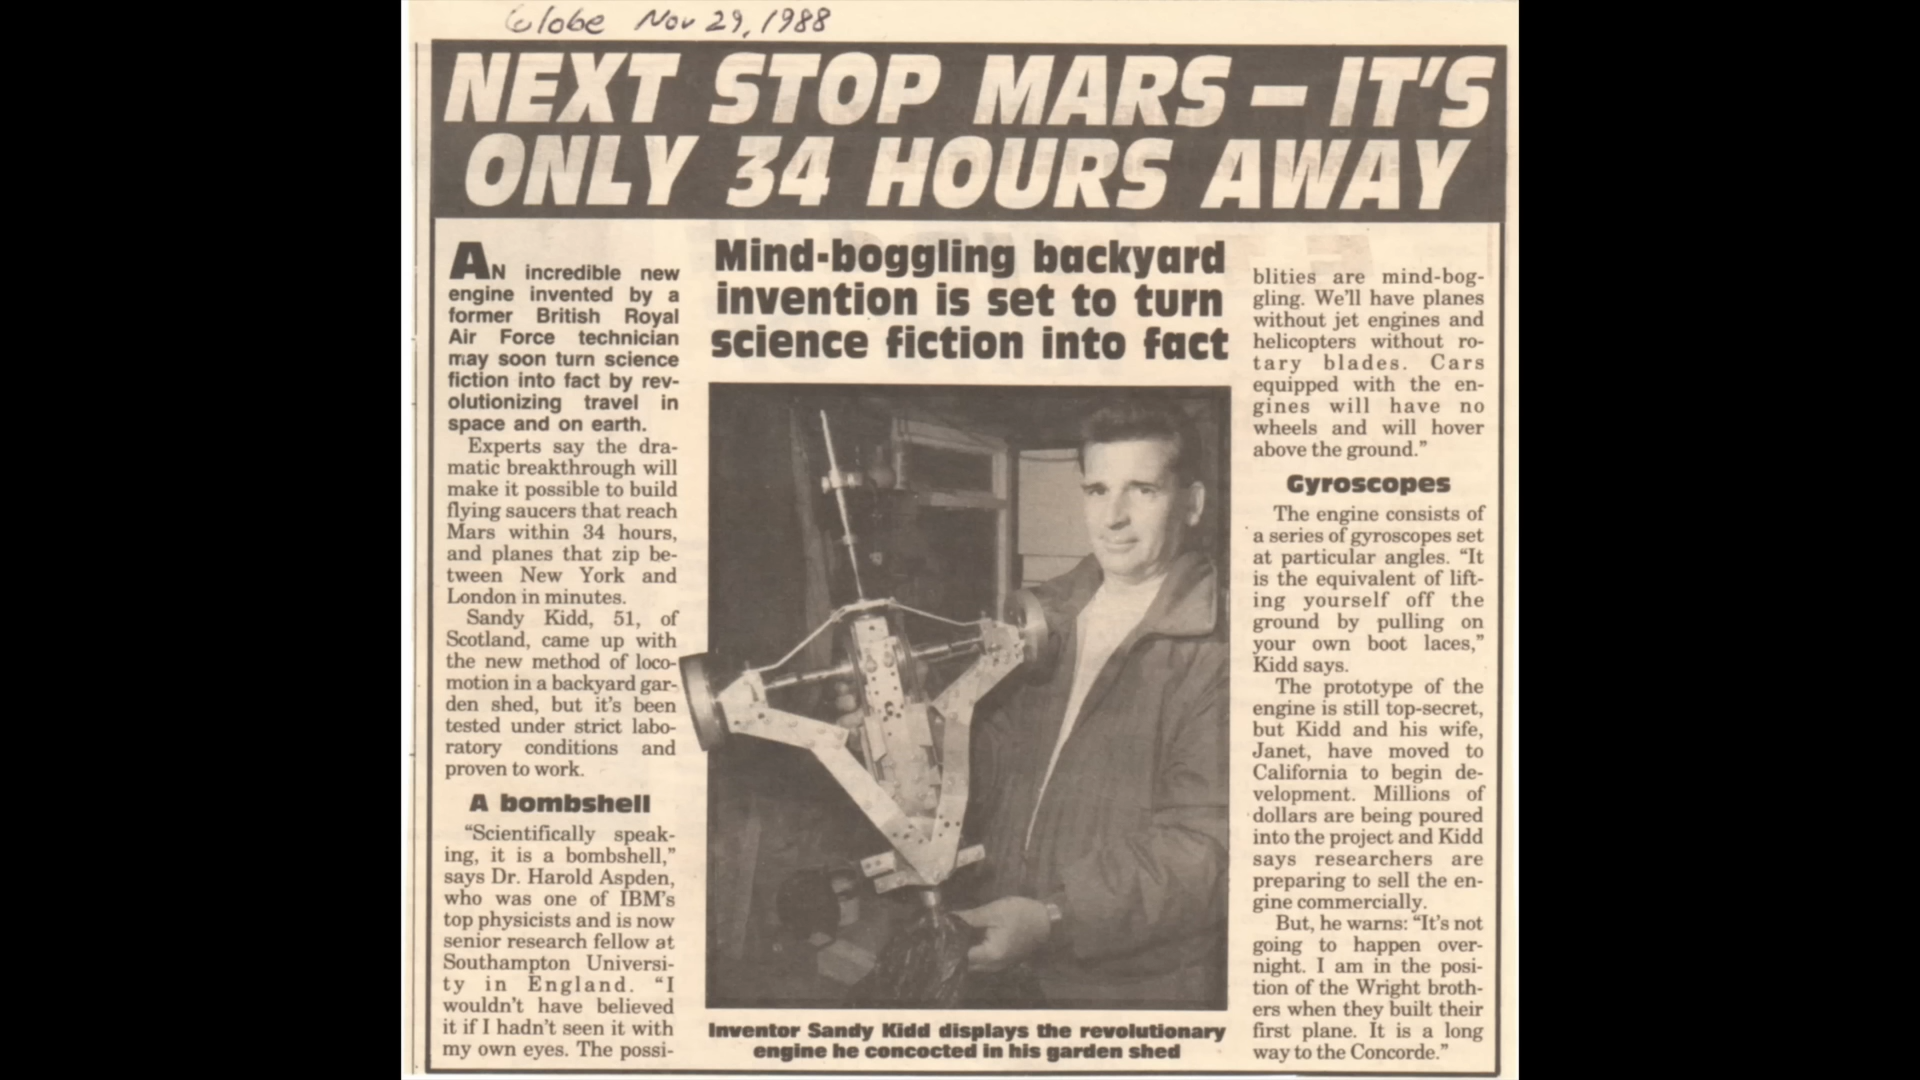 Globe Nov 29, 1988
NEXT STOP MARS – IT'S
ONLY 34 HOURS AWAY
AN incredible new
engine invented by a
former British Royal
Air Force technician
may soon turn science
fiction into fact by rev-
olutionizing travel in
space and on earth.
Experts say the dra-
matic breakthrough will
make it possible to build
flying saucers that reach
Mars within 34 hours,
and planes that zip be-
tween New York and
London in minutes.
Sandy Kidd, 51, of
Scotland, came up with
the new method of loco-
motion in a backyard gar-
den shed, but it's been
tested under strict labo-
ratory conditions and
proven to work.
A bombshell
“Scientifically speak-
ing, it is a bombshell,”
says Dr. Harold Aspden,
who was one of IBM's
top physicists and is now
senior research fellow at
Southampton Universi-
ty in England. “I
wouldn't have believed
it if I hadn't seen it with
my own eyes. The possi-
Mind-boggling backyard
invention is set to turn
science fiction into fact
Inventor Sandy Kidd displays the revolutionary
engine he concocted in his garden shed
blities are mind-bog-
gling. We'll have planes
without jet engines and
helicopters without ro-
tary blades. Cars
equipped with the en-
gines will have no
wheels and will hover
above the ground.”
Gyroscopes
The engine consists of
a series of gyroscopes set
at particular angles. “It
is the equivalent of lift-
ing yourself off the
ground by pulling on
your own boot laces,”
Kidd says.
The prototype of the
engine is still top-secret,
but Kidd and his wife,
Janet, have moved to
California to begin de-
velopment. Millions of
dollars are being poured
into the project and Kidd
says researchers are
preparing to sell the en-
gine commercially.
But, he warns: “It's not
going to happen over-
night. I am in the posi-
tion of the Wright broth-
ers when they built their
first plane. It is a long
way to the Concorde.”